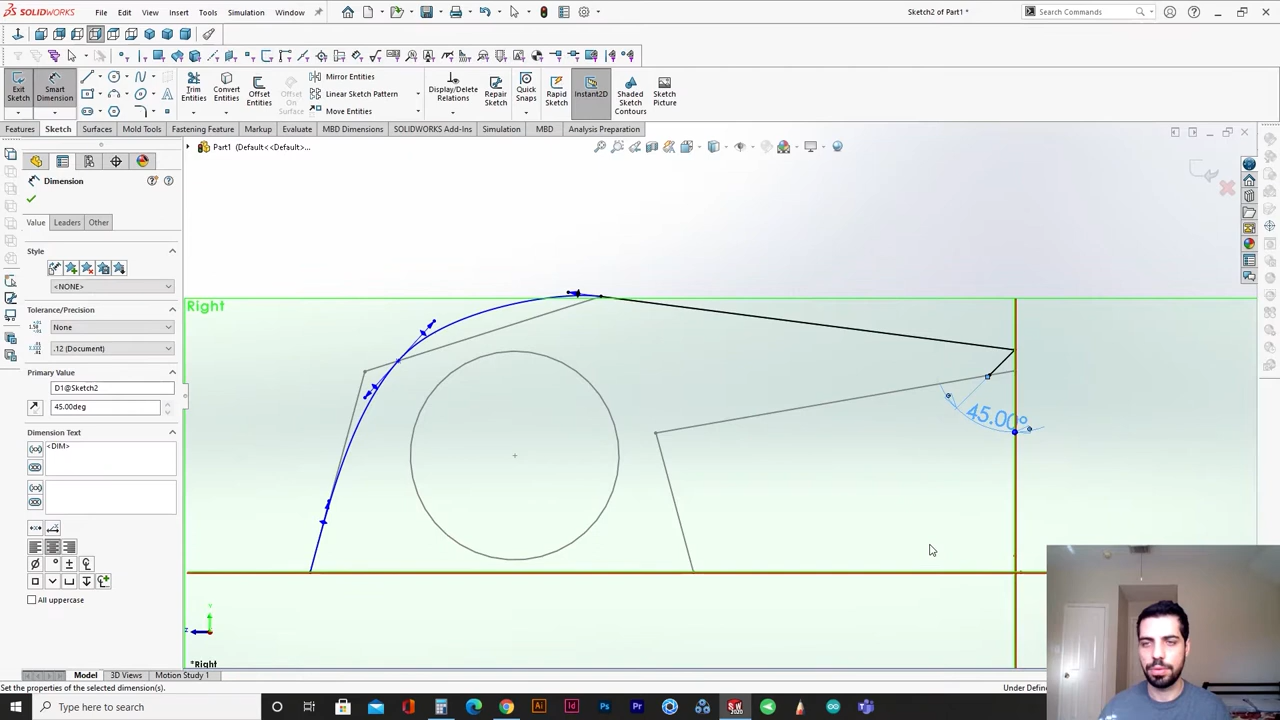 SOLIDWORKS
File
Edit
View
Insert
Tools
Simulation
Window
Sketch2 of Part1 *
Search Commands
Exit Sketch
Smart Dimension
Trim Entities
Convert Entities
Offset Entities
Offset On Surface
Mirror Entities
Linear Sketch Pattern
Move Entities
Display/Delete Relations
Repair Sketch
Quick Snaps
Rapid Sketch
Instant2D
Shaded Sketch Contours
Sketch Picture
Features
Sketch
Surfaces
Mold Tools
Fastening Feature
Markup
Evaluate
MBD Dimensions
SOLIDWORKS Add-Ins
Simulation
MBD
Analysis Preparation
Part1 (Default<<Default>...
Dimension
Value
Leaders
Other
Style
<NONE>
Tolerance/Precision
None
.12 (Document)
Primary Value
D1@Sketch2
45.00deg
Dimension Text
<DIM>
All uppercase
Right
45.00°
*Right
Model
3D Views
Motion Study 1
Set the properties of the selected dimension(s).
Under Define
Type here to search